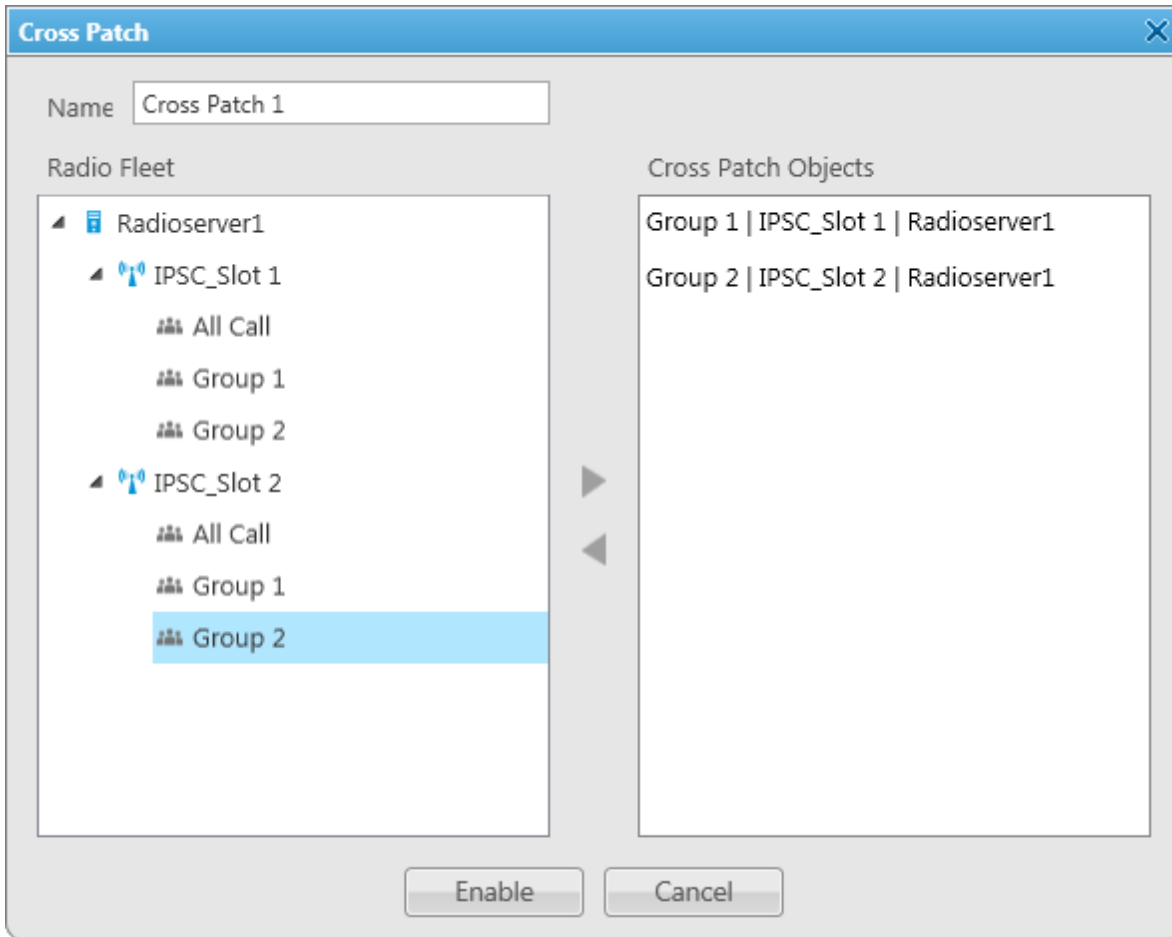 Cross Patch
Name Cross Patch 1
Radio Fleet
Radioserver1
IPSC_Slot 1
All Call
Group 1
Group 2
IPSC_Slot 2
All Call
Group 1
Group 2
Cross Patch Objects
Group 1 | IPSC_Slot 1 | Radioserver1
Group 2 | IPSC_Slot 2 | Radioserver1
Enable
Cancel